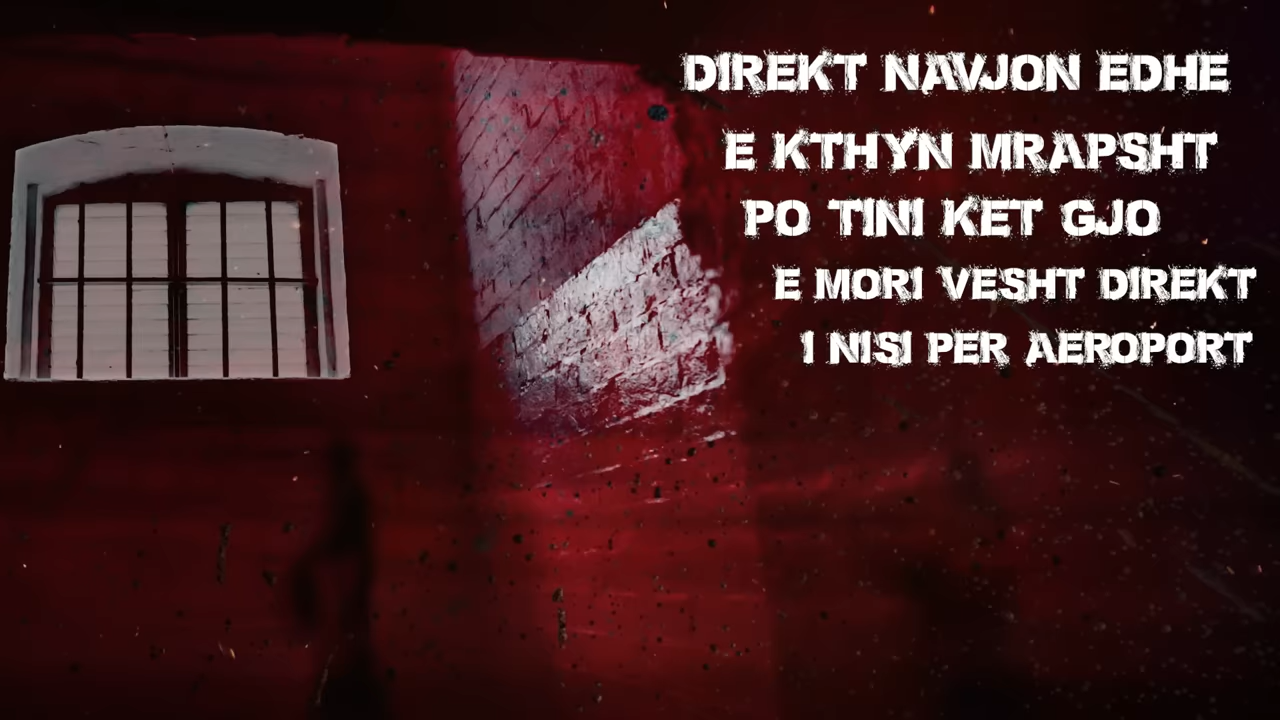 DIREKT NAVJON EDHE
E KTHYN MRAPSHT
PO TINI KET GJO
E MORI VESHT DIREKT
I NISI PER AEROPORT